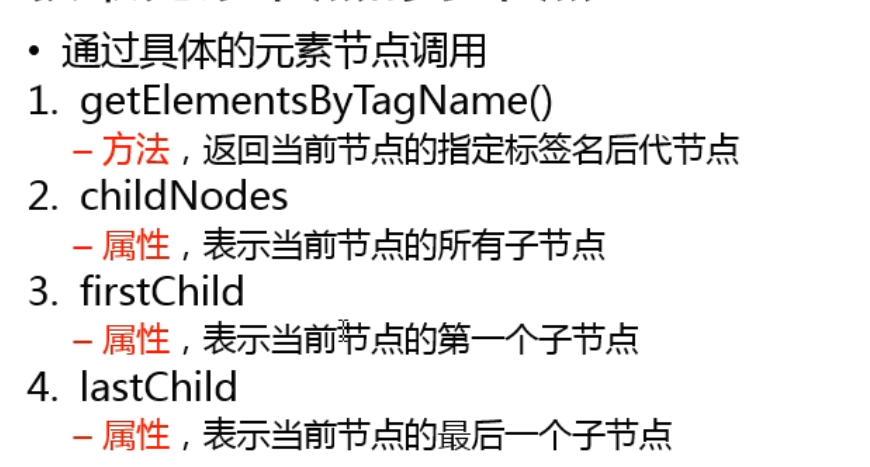 • 通过具体的元素节点调用
1. getElementsByTagName()
– 方法，返回当前节点的指定标签名后代节点
2. childNodes
– 属性，表示当前节点的所有子节点
3. firstChild
– 属性，表示当前节点的第一个子节点
4. lastChild
– 属性，表示当前节点的最后一个子节点